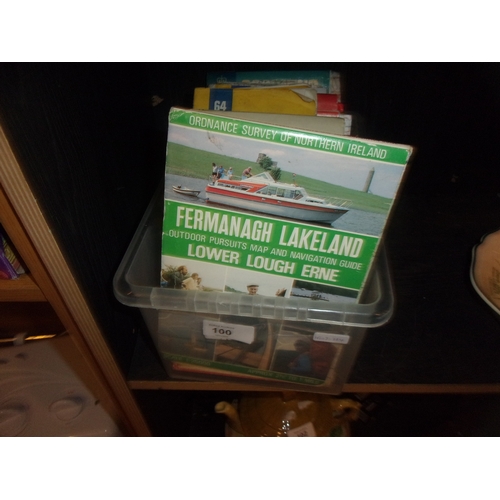 64
ORDNANCE SURVEY OF NORTHERN IRELAND
FERMANAGH LAKELAND
OUTDOOR PURSUITS MAP AND NAVIGATION GUIDE
LOWER LOUGH ERNE
100